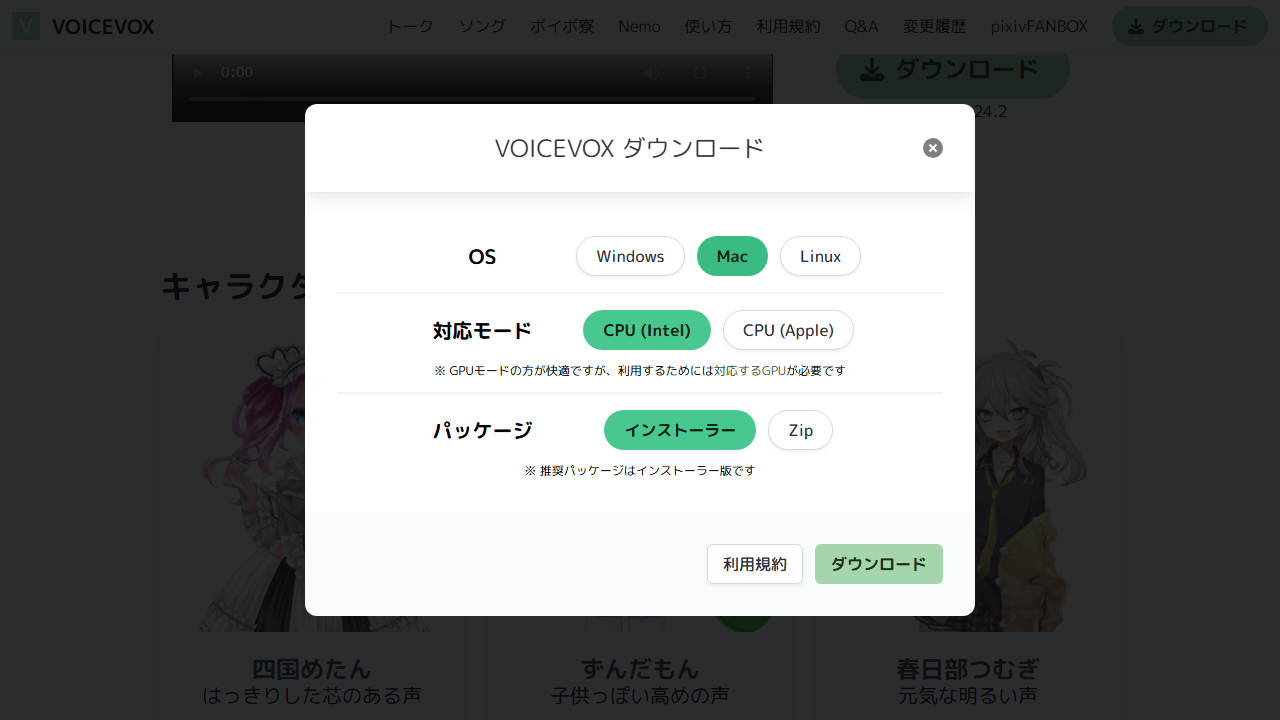 VOICEVOX
トーク ソング ボイボ寮 Nemo 使い方 利用規約 Q&A 変更履歴 pixivFANBOX ダウンロード
0:00
ダウンロード
24.2
VOICEVOX ダウンロード
OS
Windows Mac Linux
キャラク
対応モード
CPU (Intel) CPU (Apple)
※ GPUモードの方が快適ですが、利用するためには対応するGPUが必要です
パッケージ
インストーラー Zip
※ 推奨パッケージはインストーラー版です
利用規約 ダウンロード
四国めたん
はっきりした芯のある声
ずんだもん
子供っぽい高めの声
春日部つむぎ
元気な明るい声